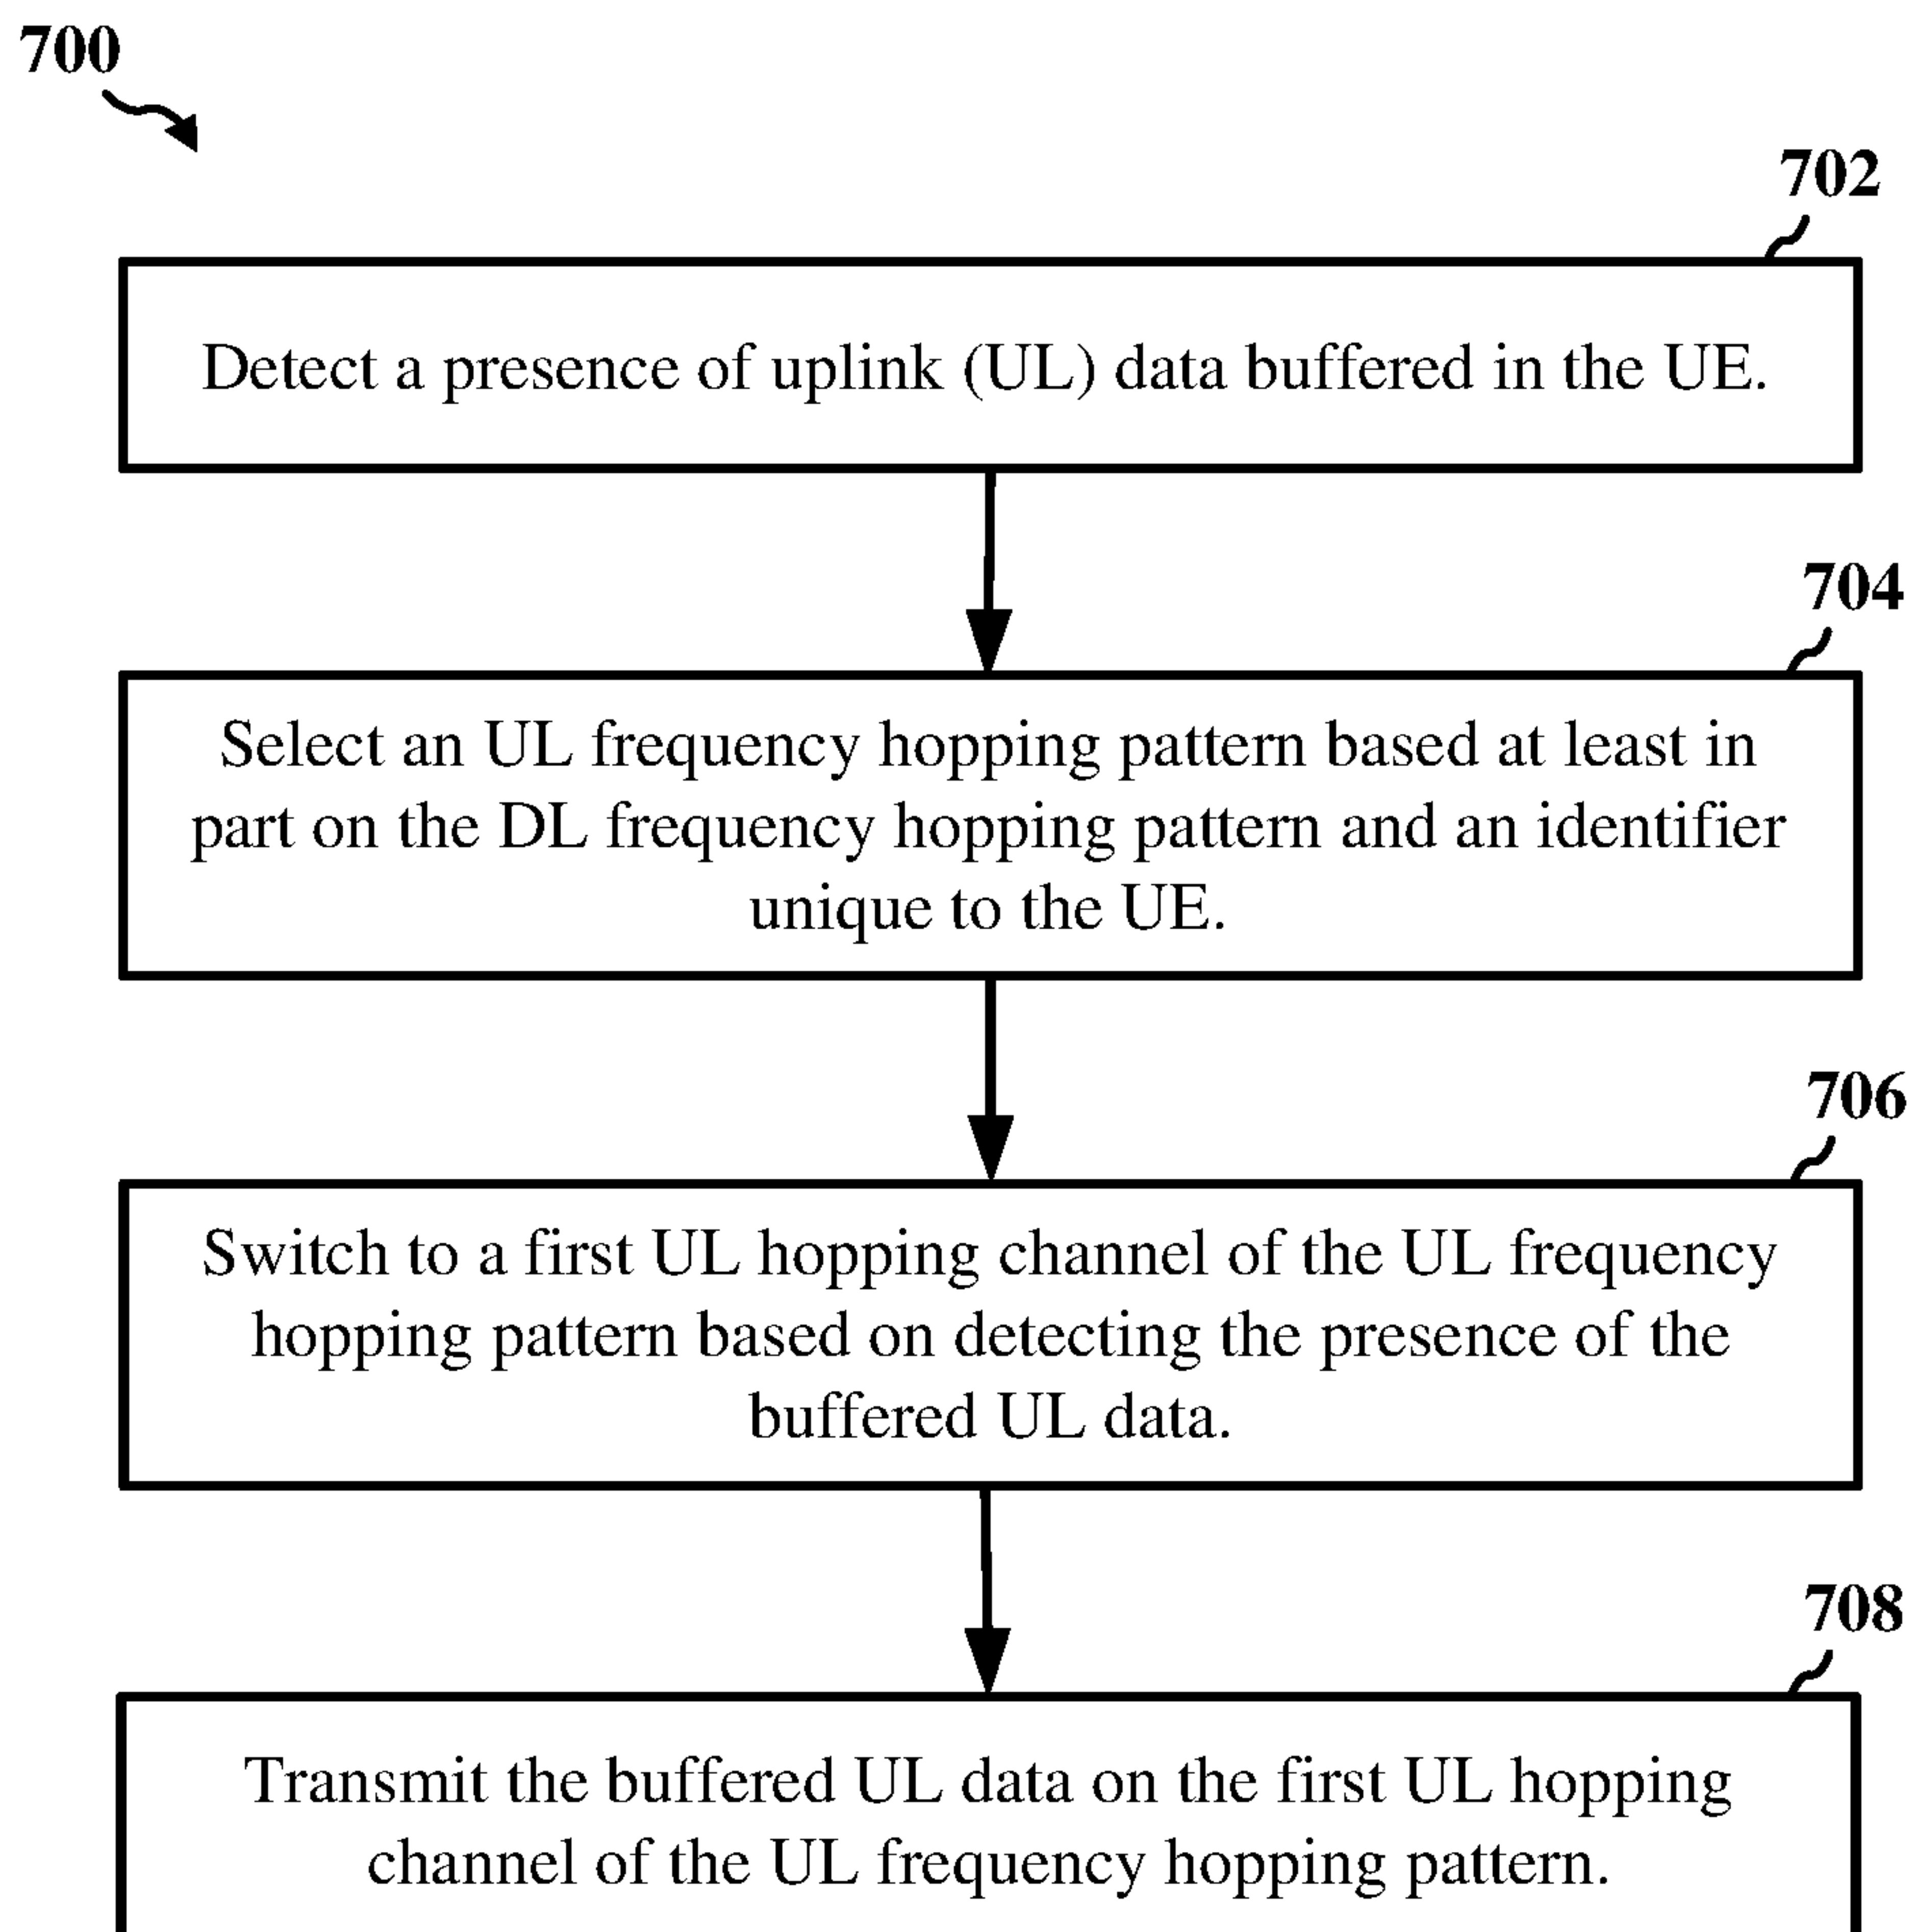 700
702
Detect a presence of uplink (UL) data buffered in the UE.
704
Select an UL frequency hopping pattern based at least in
part on the DL frequency hopping pattern and an identifier
unique to the UE.
706
Switch to a first UL hopping channel of the UL frequency
hopping pattern based on detecting the presence of the
buffered UL data.
708
Transmit the buffered UL data on the first UL hopping
channel of the UL frequency hopping pattern.